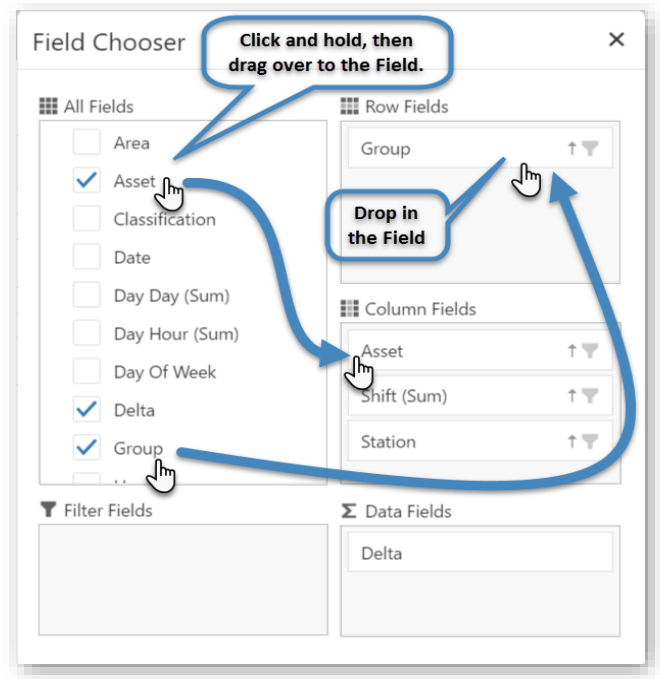 Field Chooser
Click and hold, then
drag over to the Field.
All Fields
Area
Asset
Classification
Date
Day Day (Sum)
Day Hour (Sum)
Day Of Week
Delta
Group
Row Fields
Group
Drop in
the Field
Column Fields
Asset
Shift (Sum)
Station
Filter Fields
Data Fields
Delta